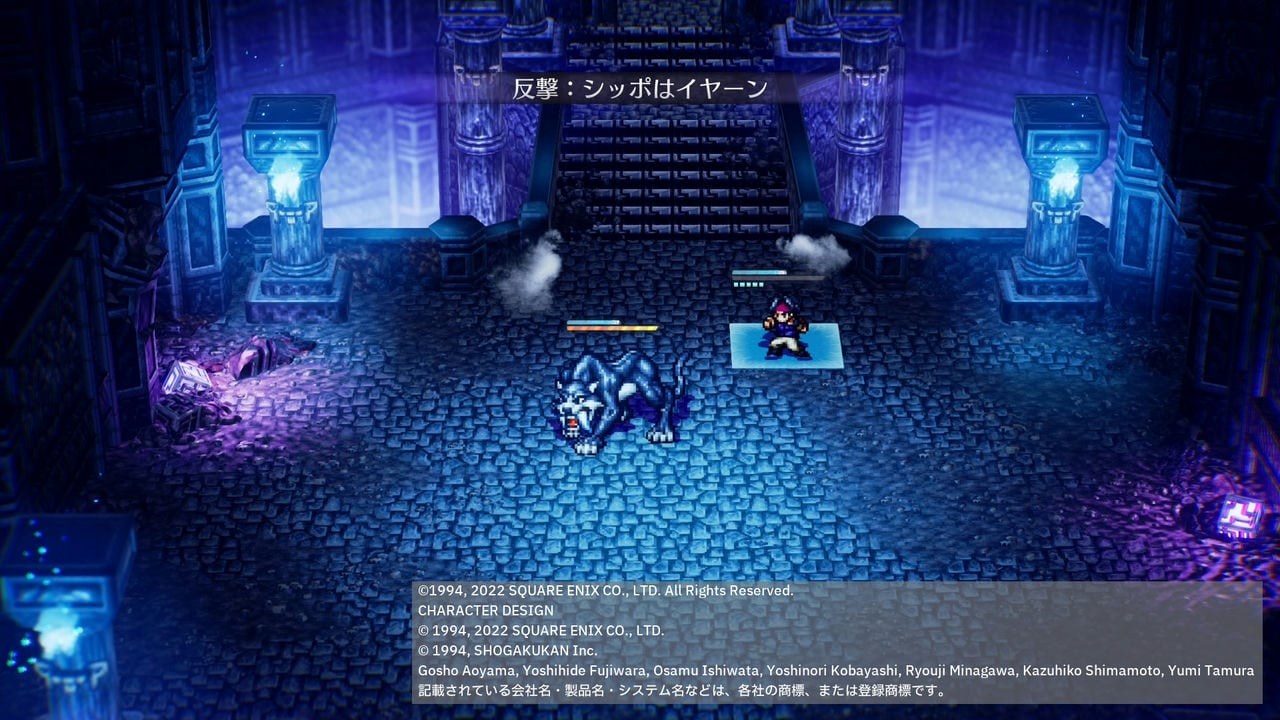 反撃：シッポはイヤーン
©1994, 2022 SQUARE ENIX CO., LTD. All Rights Reserved.
CHARACTER DESIGN
© 1994, 2022 SQUARE ENIX CO., LTD.
© 1994, SHOGAKUKAN Inc.
Gosho Aoyama, Yoshihide Fujiwara, Osamu Ishiwata, Yoshinori Kobayashi, Ryouji Minagawa, Kazuhiko Shimamoto, Yumi Tamura
記載されている会社名・製品名・システム名などは、各社の商標、または登録商標です。